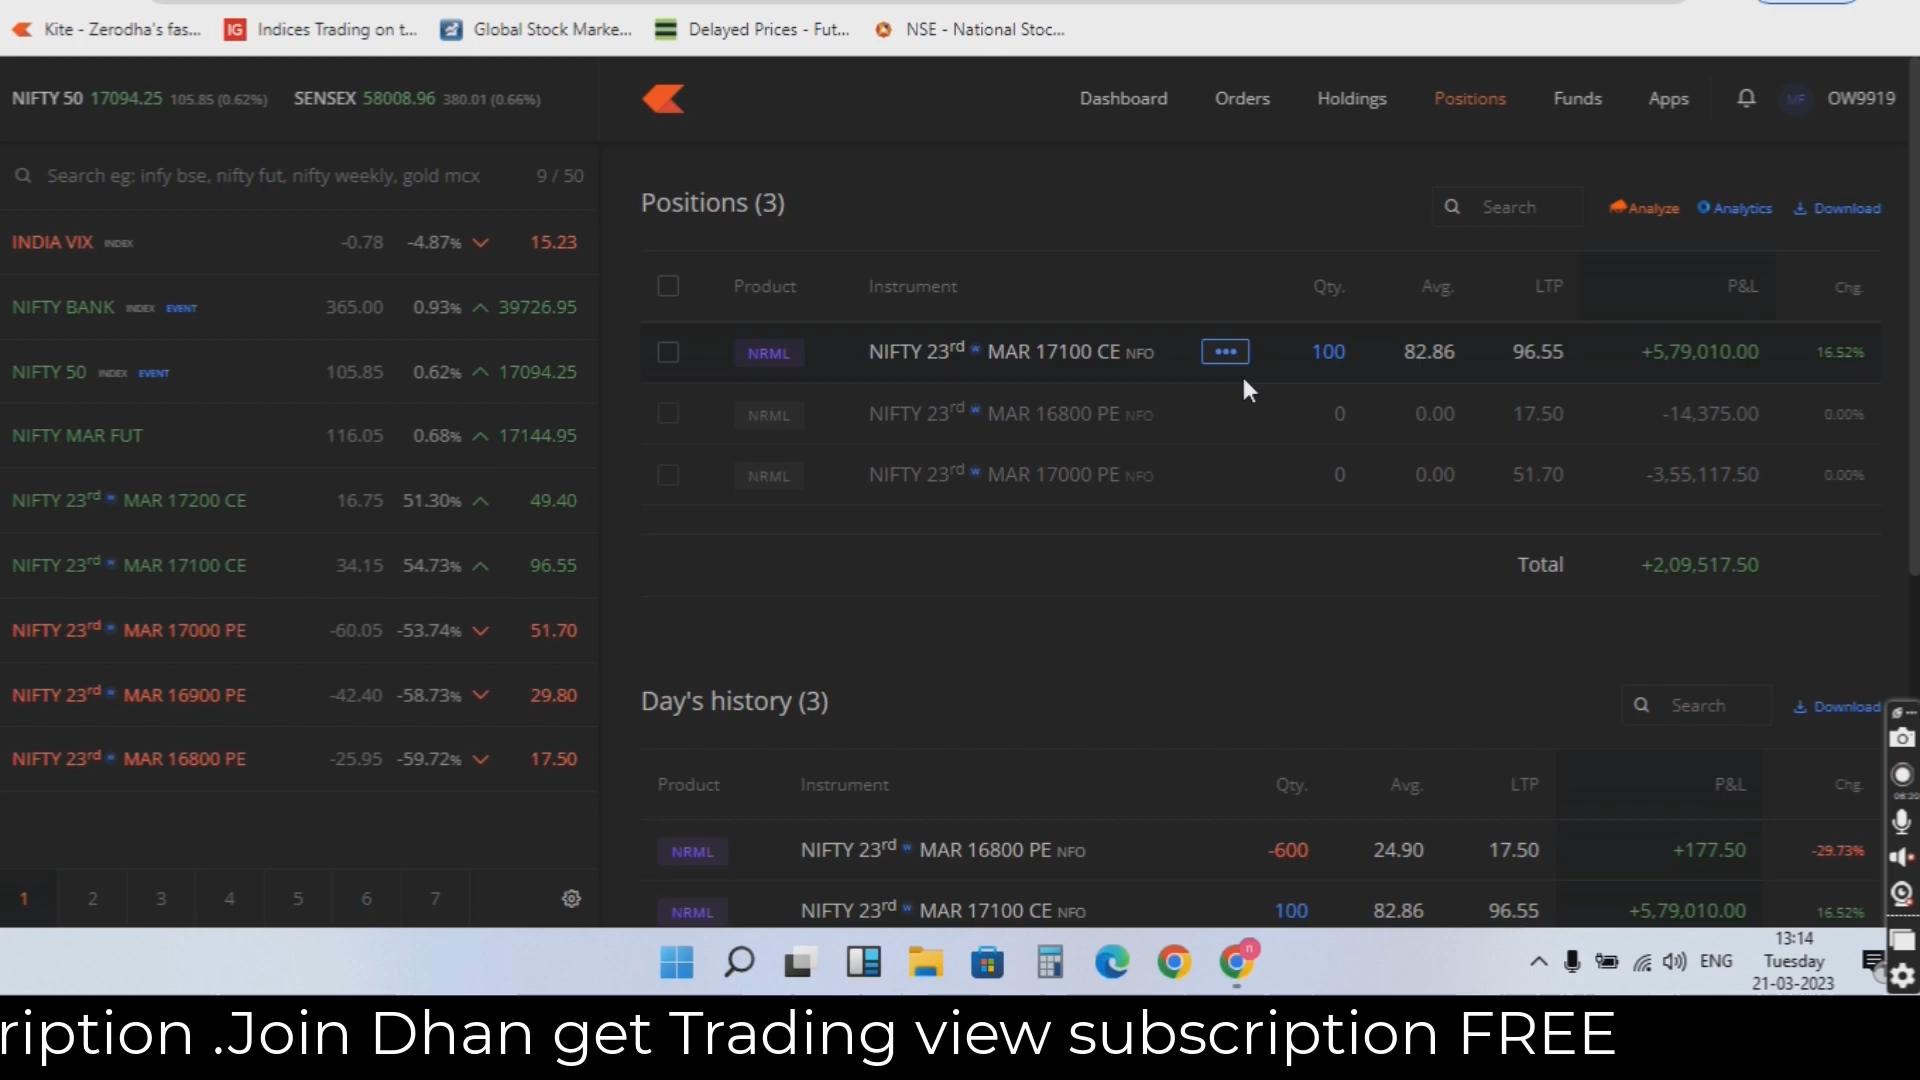 Kite - Zerodha's fas... IG Indices Trading on t... Global Stock Marke... Delayed Prices - Fut... NSE - National Stoc...
NIFTY 50 17094.25 105.85 (0.62%) SENSEX 58008.96 380.01 (0.66%)
Dashboard Orders Holdings Positions Funds Apps MF OW9919
Search eg: infy bse, nifty fut, nifty weekly, gold mcx 9 / 50
INDIA VIX INDEX -0.78 -4.87% 15.23
NIFTY BANK INDEX EVENT 365.00 0.93% 39726.95
NIFTY 50 INDEX EVENT 105.85 0.62% 17094.25
NIFTY MAR FUT 116.05 0.68% 17144.95
NIFTY 23rd w MAR 17200 CE 16.75 51.30% 49.40
NIFTY 23rd w MAR 17100 CE 34.15 54.73% 96.55
NIFTY 23rd w MAR 17000 PE -60.05 -53.74% 51.70
NIFTY 23rd w MAR 16900 PE -42.40 -58.73% 29.80
NIFTY 23rd w MAR 16800 PE -25.95 -59.72% 17.50
1 2 3 4 5 6 7
Positions (3) Search Analyze Analytics Download
Product Instrument Qty. Avg. LTP P&L Chg.
NRML NIFTY 23rd w MAR 17100 CE NFO ••• 100 82.86 96.55 +5,79,010.00 16.52%
NRML NIFTY 23rd w MAR 16800 PE NFO 0 0.00 17.50 -14,375.00 0.00%
NRML NIFTY 23rd w MAR 17000 PE NFO 0 0.00 51.70 -3,55,117.50 0.00%
Total +2,09,517.50
Day's history (3) Search Download
Product Instrument Qty. Avg. LTP P&L Chg.
NRML NIFTY 23rd w MAR 16800 PE NFO -600 24.90 17.50 +177.50 -29.73%
NRML NIFTY 23rd w MAR 17100 CE NFO 100 82.86 96.55 +5,79,010.00 16.52%
n
ENG
13:14
Tuesday
21-03-2023
ription .Join Dhan get Trading view subscription FREE